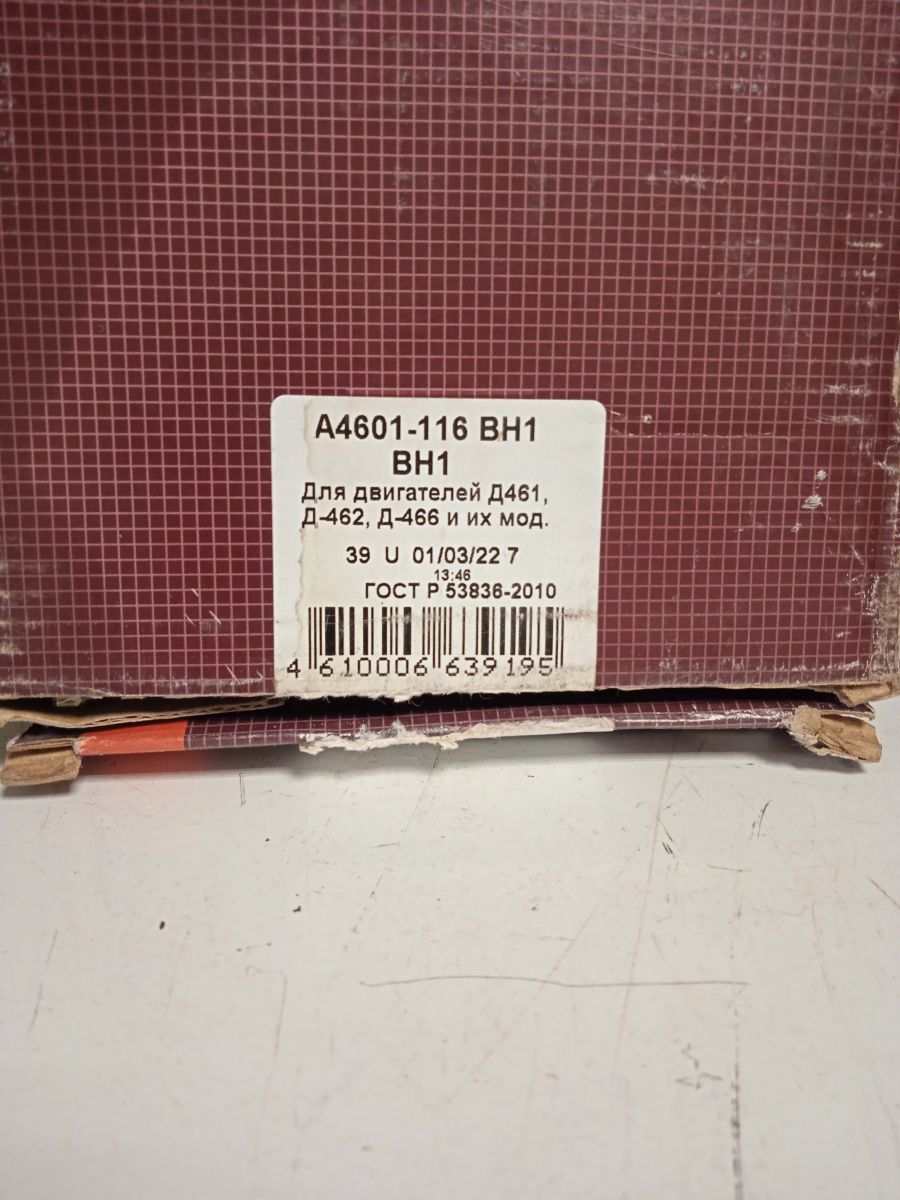 А4601-116 ВН1
ВН1
Для двигателей Д461,
Д-462, Д-466 и их мод.
39 U 01/03/22 7
13:46
ГОСТ Р 53836-2010
4 610006 639195